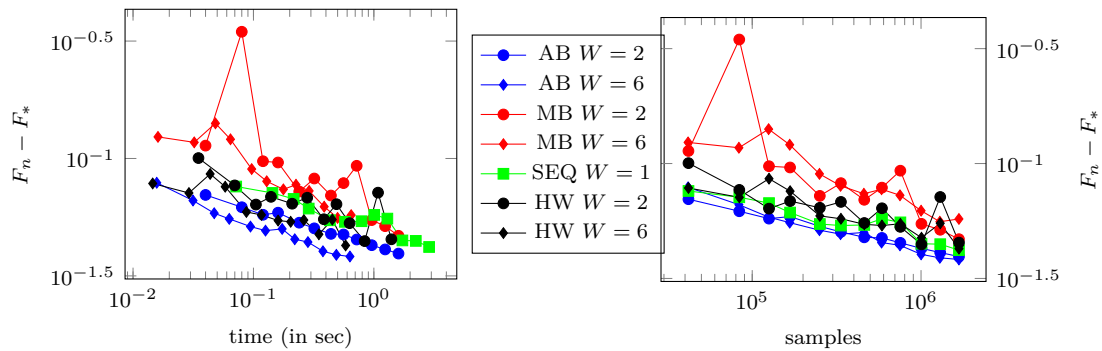 10^−0.5
10^−1
10^−1.5
F_n − F_*
10^−2
10^−1
10^0
time (in sec)
AB W = 2
AB W = 6
MB W = 2
MB W = 6
SEQ W = 1
HW W = 2
HW W = 6
10^5
10^6
samples
10^−0.5
10^−1
10^−1.5
F_n − F_*